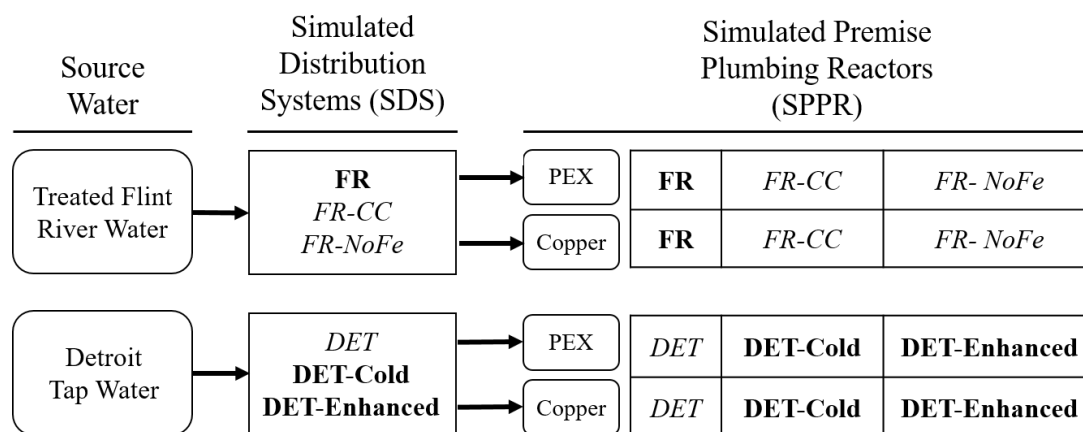 Source
Water
Simulated
Distribution
Systems (SDS)
Simulated Premise
Plumbing Reactors
(SPPR)
Treated Flint
River Water
FR
FR-CC
FR-NoFe
PEX
FR FR-CC FR- NoFe
Copper
FR FR-CC FR- NoFe
Detroit
Tap Water
DET
DET-Cold
DET-Enhanced
PEX
DET DET-Cold DET-Enhanced
Copper
DET DET-Cold DET-Enhanced